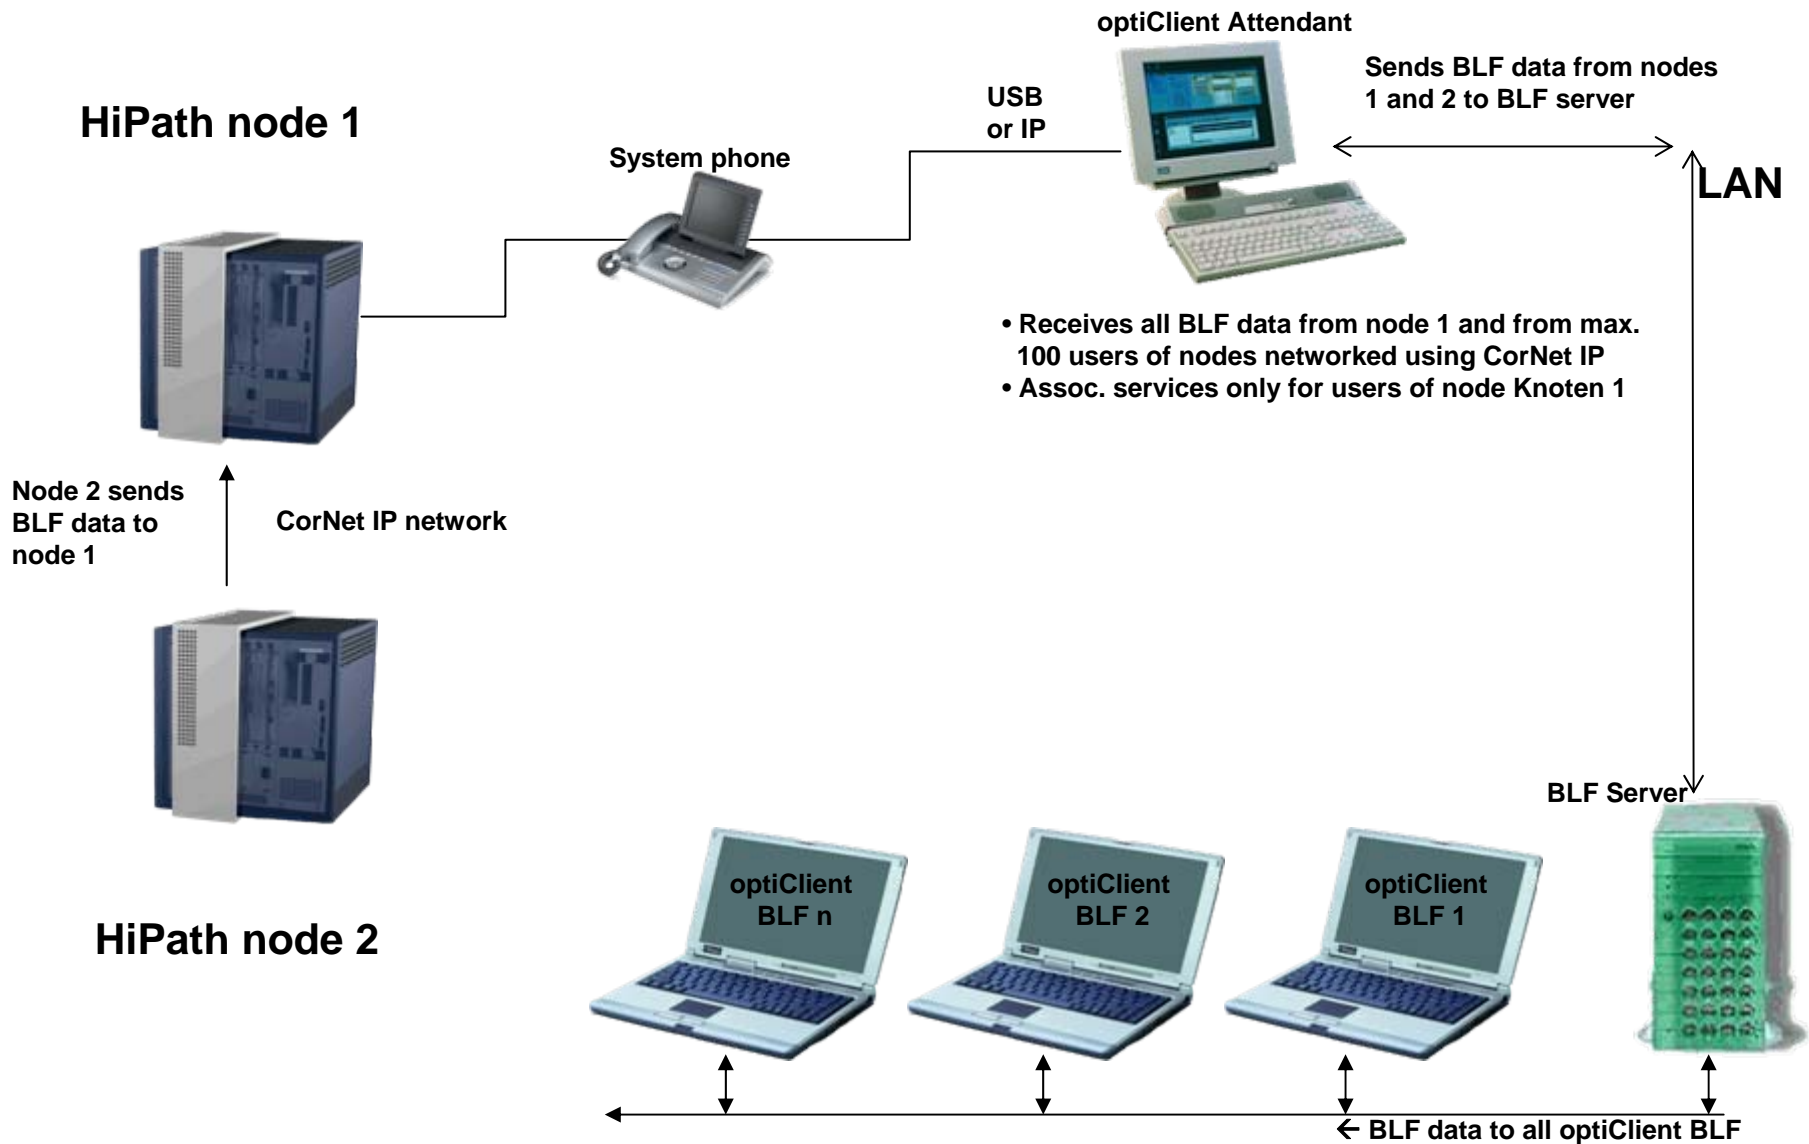 optiClient Attendant
Sends BLF data from nodes
1 and 2 to BLF server
USB
or IP
HiPath node 1
System phone
LAN
• Receives all BLF data from node 1 and from max.
100 users of nodes networked using CorNet IP
• Assoc. services only for users of node Knoten 1
Node 2 sends
BLF data to
node 1
CorNet IP network
BLF Server
optiClient
BLF n
optiClient
BLF 2
optiClient
BLF 1
HiPath node 2
← BLF data to all optiClient BLF